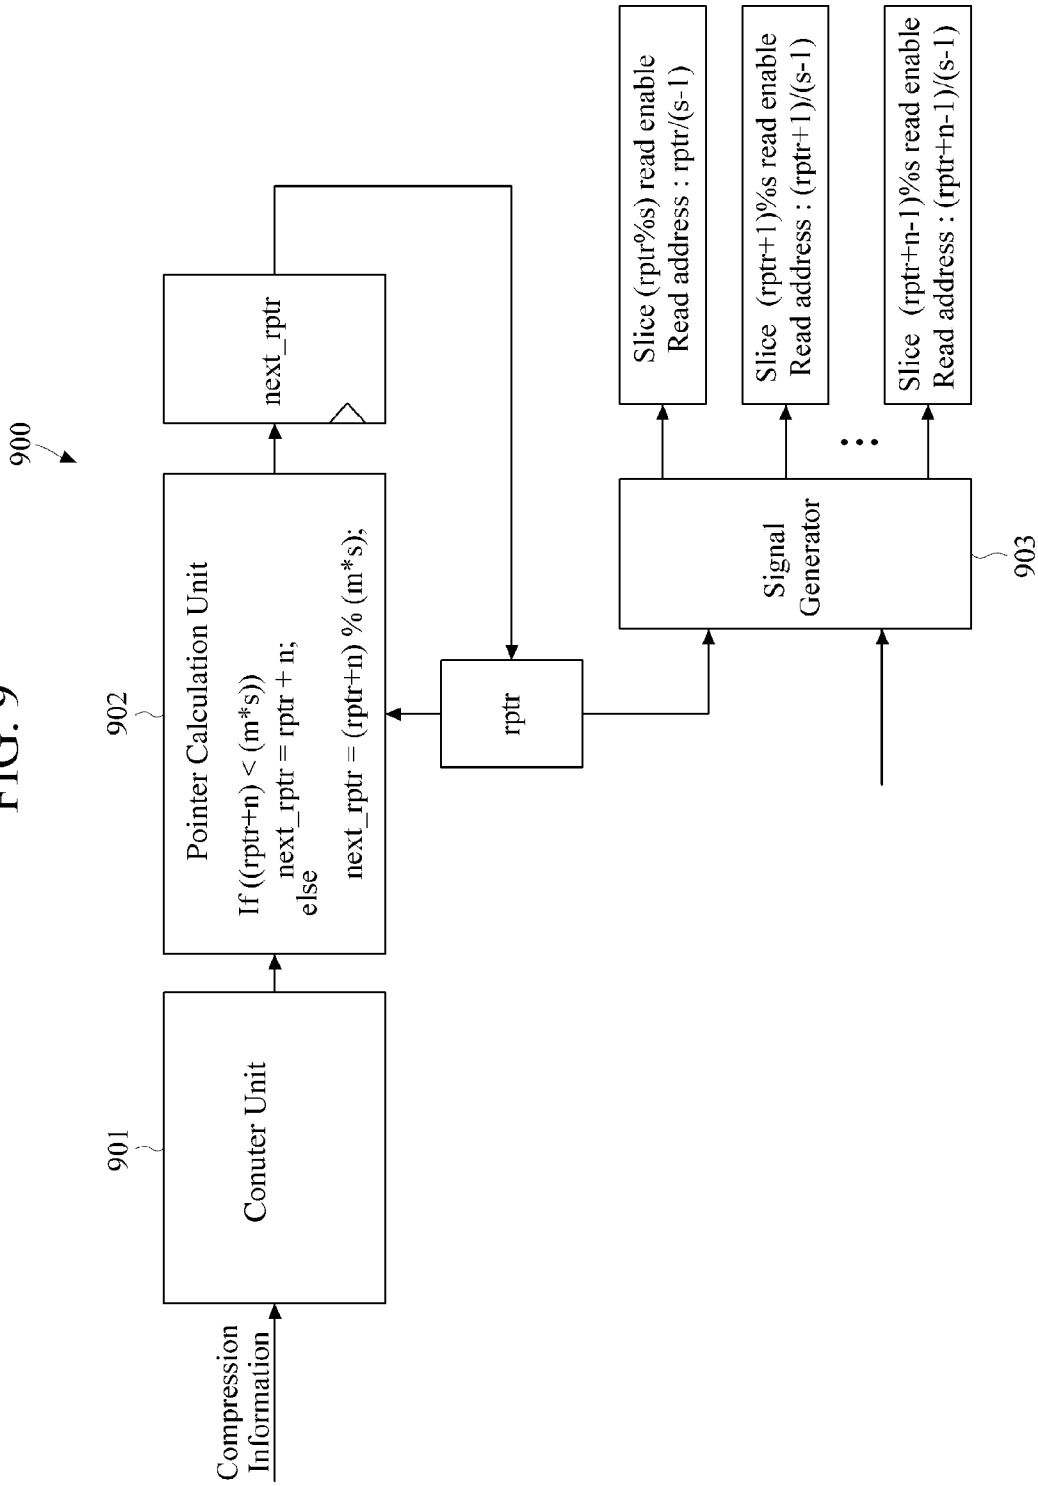 FIG. 9
900
901
Conuter Unit
Compression
Information
902
Pointer Calculation Unit
If ((rptr+n) < (m*s))
next_rptr = rptr + n;
else
next_rptr = (rptr+n) % (m*s);
next_rptr
rptr
Signal
Generator
903
Slice (rptr%s) read enable
Read address : rptr/(s-1)
Slice (rptr+1)%s read enable
Read address : (rptr+1)/(s-1)
...
Slice (rptr+n-1)%s read enable
Read address : (rptr+n-1)/(s-1)